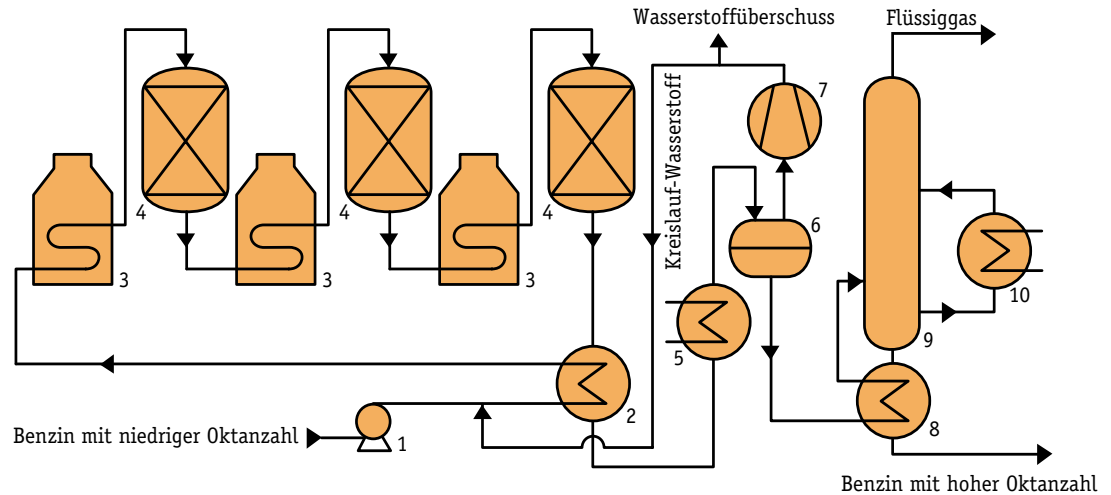 Wasserstoffüberschuss
Flüssiggas
7
Kreislauf-Wasserstoff
4
4
4
6
3
3
3
10
5
9
2
8
1
Benzin mit niedriger Oktanzahl
Benzin mit hoher Oktanzahl